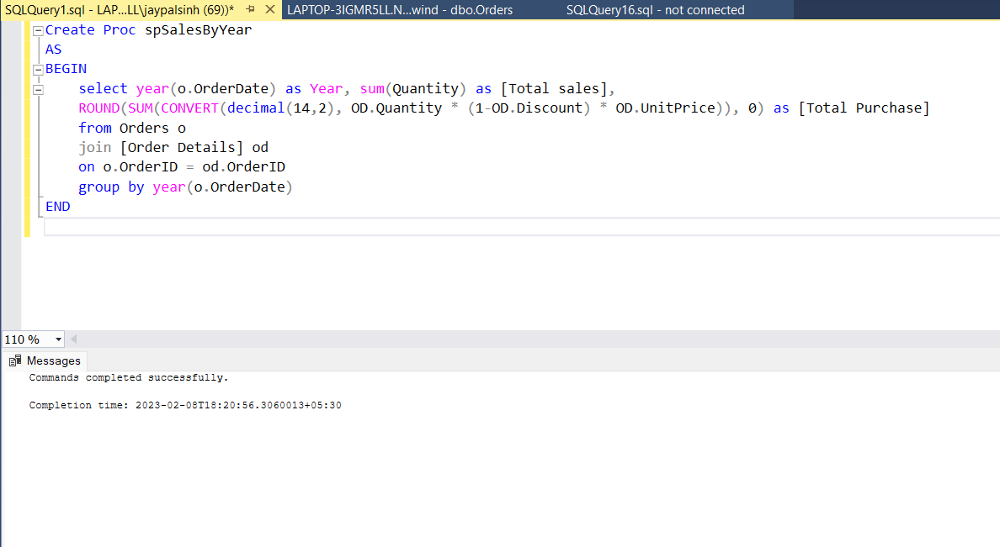 SQLQuery1.sql - LAP...LL\jaypalsinh (69))* LAPTOP-3IGMR5LL.N...wind - dbo.Orders SQLQuery16.sql - not connected
Create Proc spSalesByYear
AS
BEGIN
select year(o.OrderDate) as Year, sum(Quantity) as [Total sales],
ROUND(SUM(CONVERT(decimal(14,2), OD.Quantity * (1-OD.Discount) * OD.UnitPrice)), 0) as [Total Purchase]
from Orders o
join [Order Details] od
on o.OrderID = od.OrderID
group by year(o.OrderDate)
END
110 %
Messages
Commands completed successfully.
Completion time: 2023-02-08T18:20:56.3060013+05:30